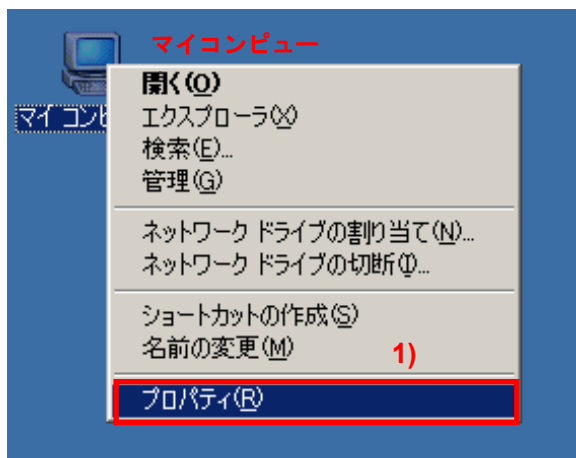 マイコンピュー
マイ コンピ
開く(O)
エクスプローラ(X)
検索(E)...
管理(G)
ネットワーク ドライブの割り当て(N)...
ネットワーク ドライブの切断(I)...
ショートカットの作成(S)
名前の変更(M)
1)
プロパティ(R)